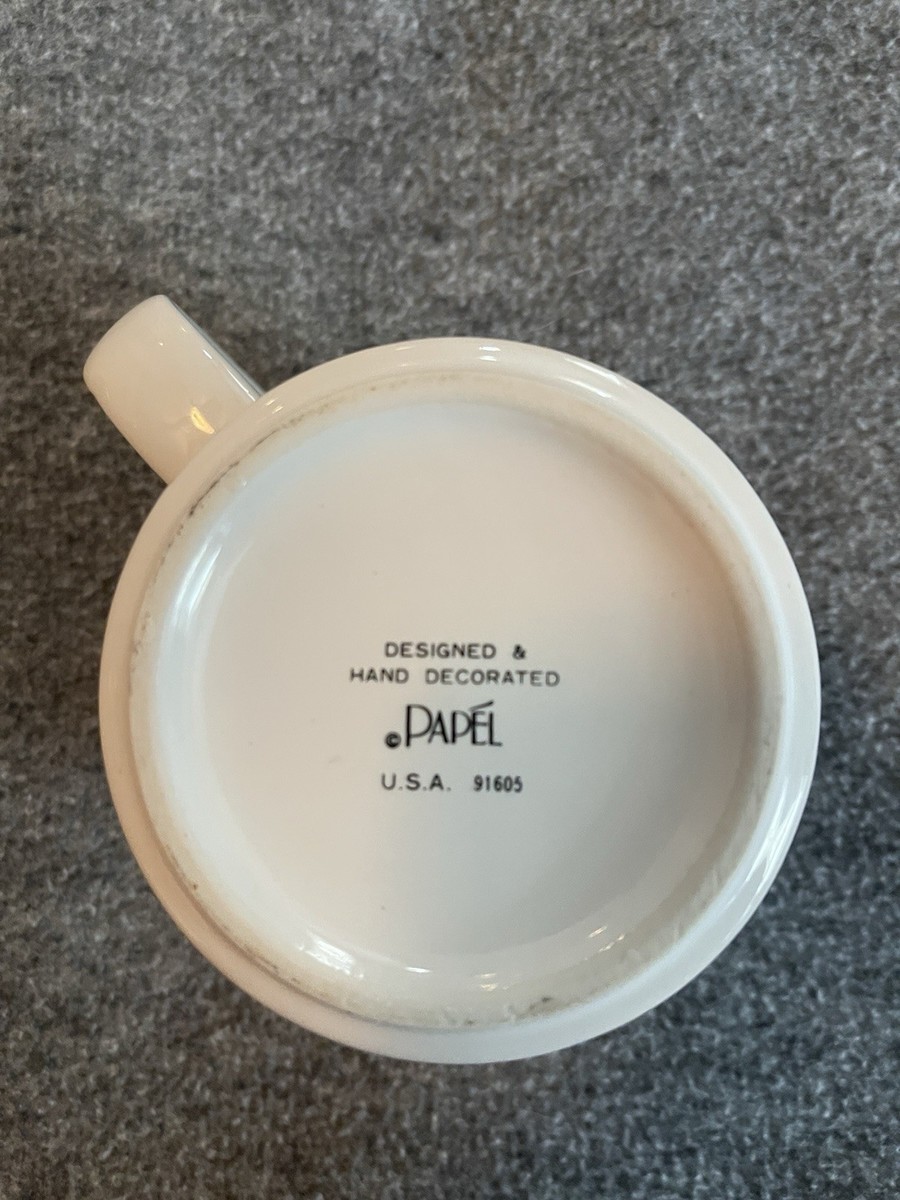 DESIGNED &
HAND DECORATED
©PAPÉL
U.S.A. 91605